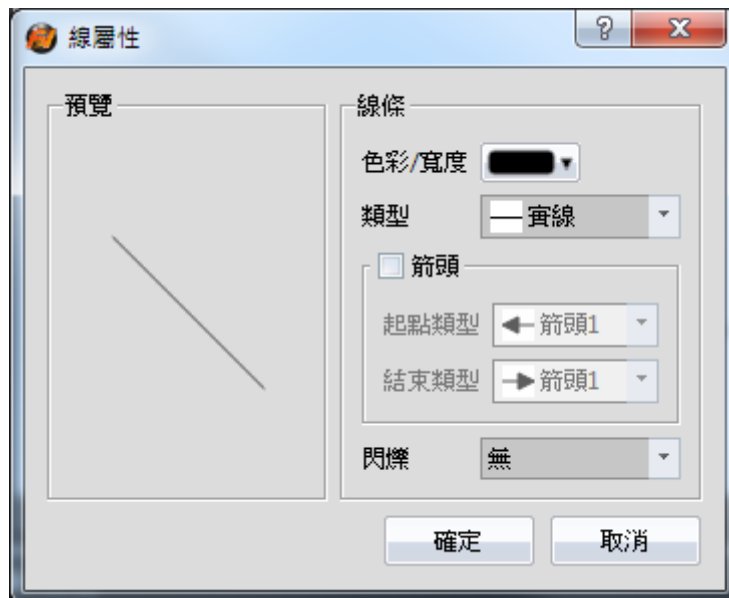 線屬性
預覽
線條
色彩/寬度
類型 實線
箭頭
起點類型 箭頭1
結束類型 箭頭1
閃爍 無
確定 取消